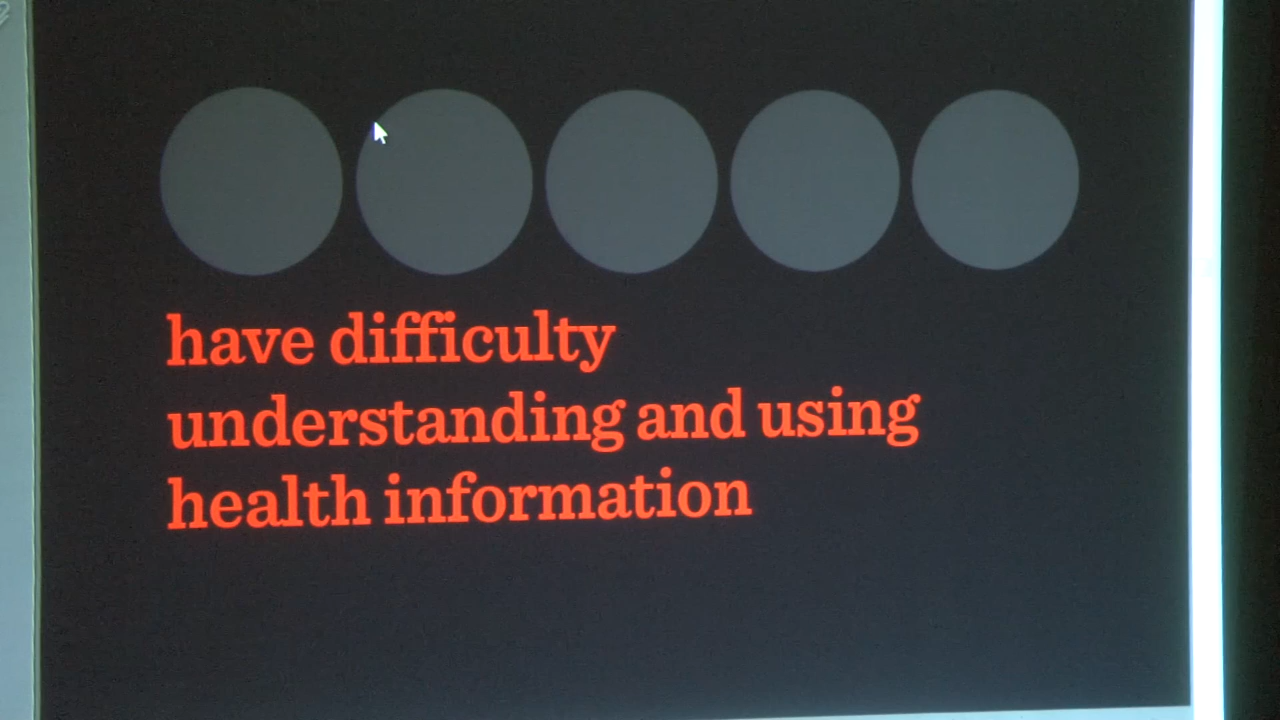 have difficulty
understanding and using
health information